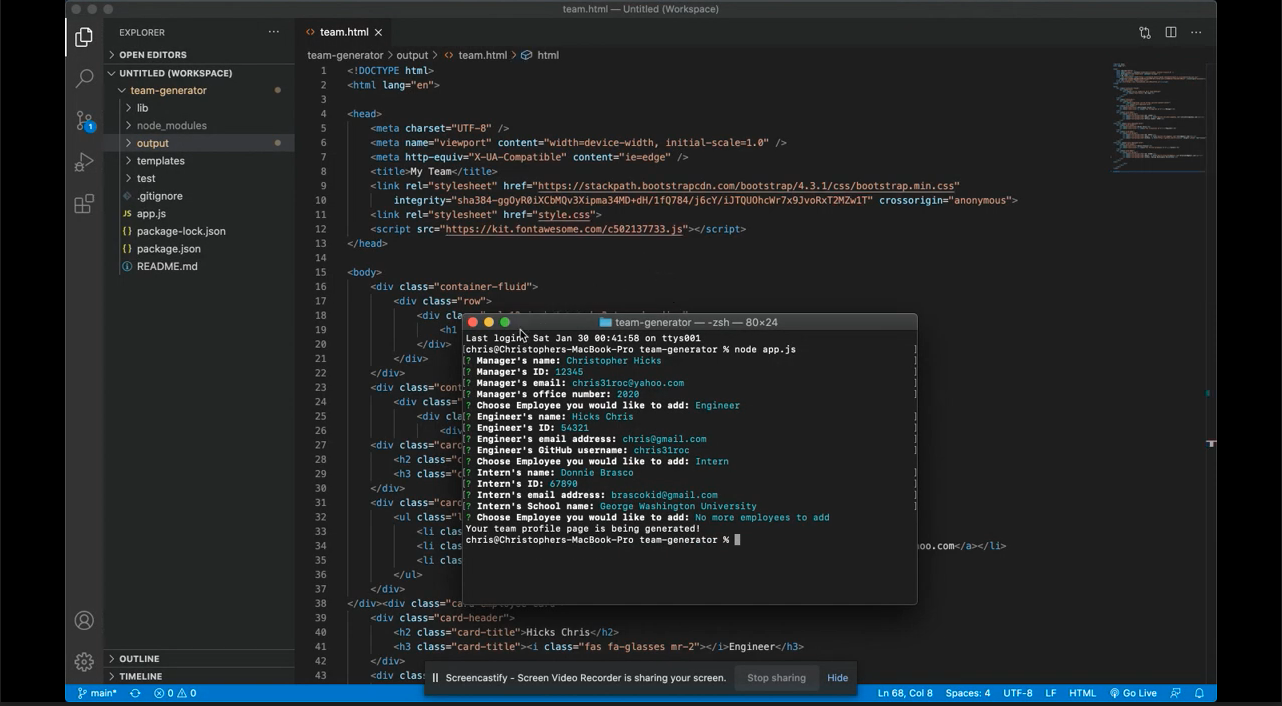 team.html — Untitled (Workspace)
EXPLORER
team.html
OPEN EDITORS
team-generator > output > team.html > html
UNTITLED (WORKSPACE)
team-generator
lib
node_modules
output
templates
test
.gitignore
JS app.js
{} package-lock.json
{} package.json
README.md
OUTLINE
TIMELINE
1
1 <!DOCTYPE html>
2 <html lang="en">
3
4 <head>
5 <meta charset="UTF-8" />
6 <meta name="viewport" content="width=device-width, initial-scale=1.0" />
7 <meta http-equiv="X-UA-Compatible" content="ie=edge" />
8 <title>My Team</title>
9 <link rel="stylesheet" href="https://stackpath.bootstrapcdn.com/bootstrap/4.3.1/css/bootstrap.min.css"
10 integrity="sha384-ggOyR0iXCbMQv3Xipma34MD+dH/1fQ784/j6cY/iJTQUOhcWr7x9JvoRxT2MZw1T" crossorigin="anonymous">
11 <link rel="stylesheet" href="style.css">
12 <script src="https://kit.fontawesome.com/c502137733.js"></script>
13 </head>
14
15 <body>
16 <div class="container-fluid">
17 <div class="row">
18 <div cla
19 <h1
20 </div>
21 </div>
22 </div>
23 <div class="cont
24 <div class="
25 <div cla
26 <div
27 <div class="card
28 <h2 class="c
29 <h3 class="c
30 </div>
31 <div class="card
32 <ul class="l
33 <li clas
34 <li clas oo.com</a></li>
35 <li clas
36 </ul>
37 </div>
38 </div><div class="card employee-card">
39 <div class="card-header">
40 <h2 class="card-title">Hicks Chris</h2>
41 <h3 class="card-title"><i class="fas fa-glasses mr-2"></i>Engineer</h3>
42 </div>
43 <div class
team-generator — -zsh — 80×24
Last login: Sat Jan 30 00:41:58 on ttys001
[chris@Christophers-MacBook-Pro team-generator % node app.js ]
[? Manager's name: Christopher Hicks ]
[? Manager's ID: 12345 ]
[? Manager's email: chris31roc@yahoo.com ]
[? Manager's office number: 2020 ]
? Choose Employee you would like to add: Engineer
[? Engineer's name: Hicks Chris ]
[? Engineer's ID: 54321 ]
[? Engineer's email address: chris@gmail.com ]
[? Engineer's GitHub username: chris31roc ]
? Choose Employee you would like to add: Intern
[? Intern's name: Donnie Brasco ]
[? Intern's ID: 67890 ]
[? Intern's email address: brascokid@gmail.com ]
[? Intern's School name: George Washington University ]
? Choose Employee you would like to add: No more employees to add
Your team profile page is being generated!
chris@Christophers-MacBook-Pro team-generator %
Screencastify - Screen Video Recorder is sharing your screen. Stop sharing Hide
main* 0 0 Ln 68, Col 8 Spaces: 4 UTF-8 LF HTML Go Live